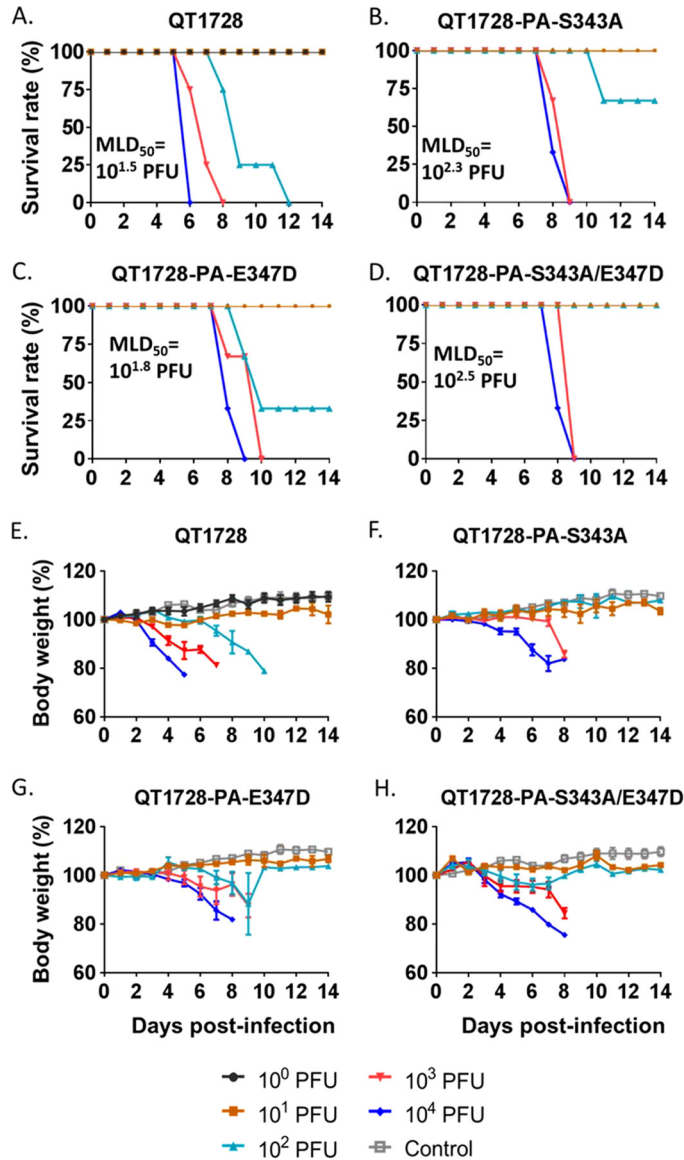 A. QT1728
B. QT1728-PA-S343A
Survival rate (%)
100
75
50
25
0
MLD50=
10^1.5 PFU
0 2 4 6 8 10 12 14
100
75
50
25
0
MLD50=
10^2.3 PFU
0 2 4 6 8 10 12 14
C. QT1728-PA-E347D
D. QT1728-PA-S343A/E347D
Survival rate (%)
100
75
50
25
0
MLD50=
10^1.8 PFU
0 2 4 6 8 10 12 14
100
75
50
25
0
MLD50=
10^2.5 PFU
0 2 4 6 8 10 12 14
E. QT1728
F. QT1728-PA-S343A
Body weight (%)
120
100
80
60
0 2 4 6 8 10 12 14
120
100
80
60
0 2 4 6 8 10 12 14
G. QT1728-PA-E347D
H. QT1728-PA-S343A/E347D
Body weight (%)
120
100
80
60
0 2 4 6 8 10 12 14
Days post-infection
120
100
80
60
0 2 4 6 8 10 12 14
Days post-infection
10^0 PFU
10^1 PFU
10^2 PFU
10^3 PFU
10^4 PFU
Control